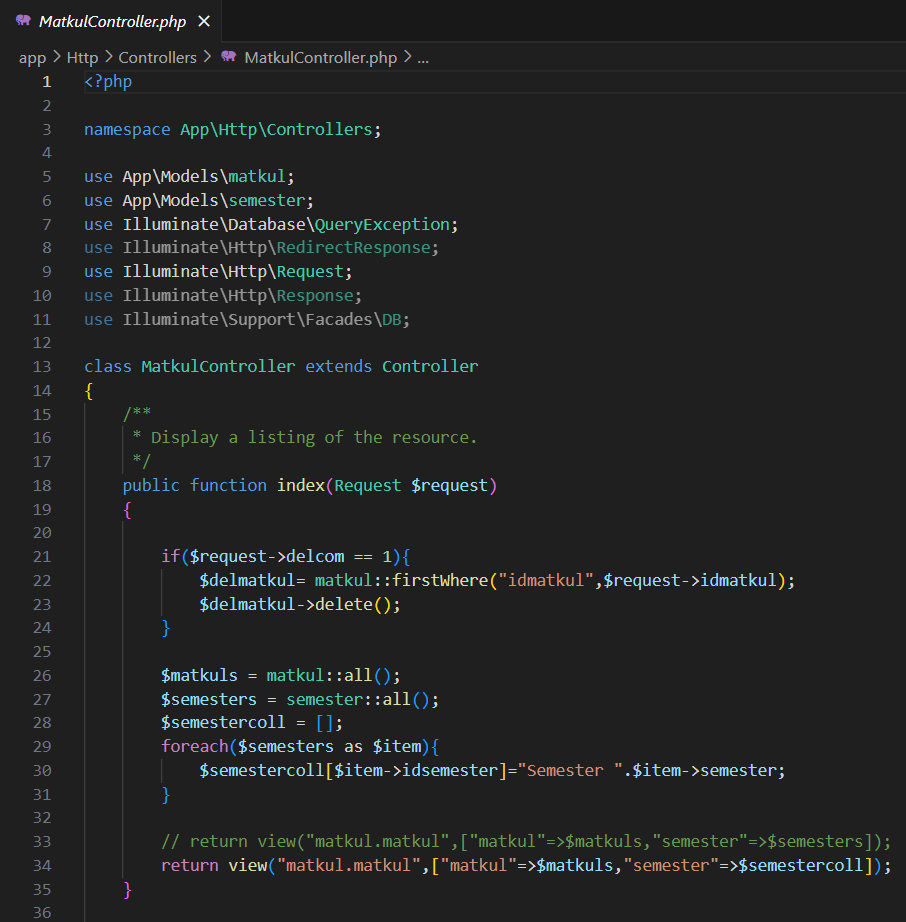 MatkulController.php ×
app > Http > Controllers > MatkulController.php > ...
1 <?php
2
3 namespace App\Http\Controllers;
4
5 use App\Models\matkul;
6 use App\Models\semester;
7 use Illuminate\Database\QueryException;
8 use Illuminate\Http\RedirectResponse;
9 use Illuminate\Http\Request;
10 use Illuminate\Http\Response;
11 use Illuminate\Support\Facades\DB;
12
13 class MatkulController extends Controller
14 {
15     /**
16      * Display a listing of the resource.
17      */
18     public function index(Request $request)
19     {
20
21         if($request->delcom == 1){
22             $delmatkul= matkul::firstWhere("idmatkul",$request->idmatkul);
23             $delmatkul->delete();
24         }
25
26         $matkuls = matkul::all();
27         $semesters = semester::all();
28         $semestercoll = [];
29         foreach($semesters as $item){
30             $semestercoll[$item->idsemester]="Semester ".$item->semester;
31         }
32
33         // return view("matkul.matkul",["matkul"=>$matkuls,"semester"=>$semesters]);
34         return view("matkul.matkul",["matkul"=>$matkuls,"semester"=>$semestercoll]);
35     }
36